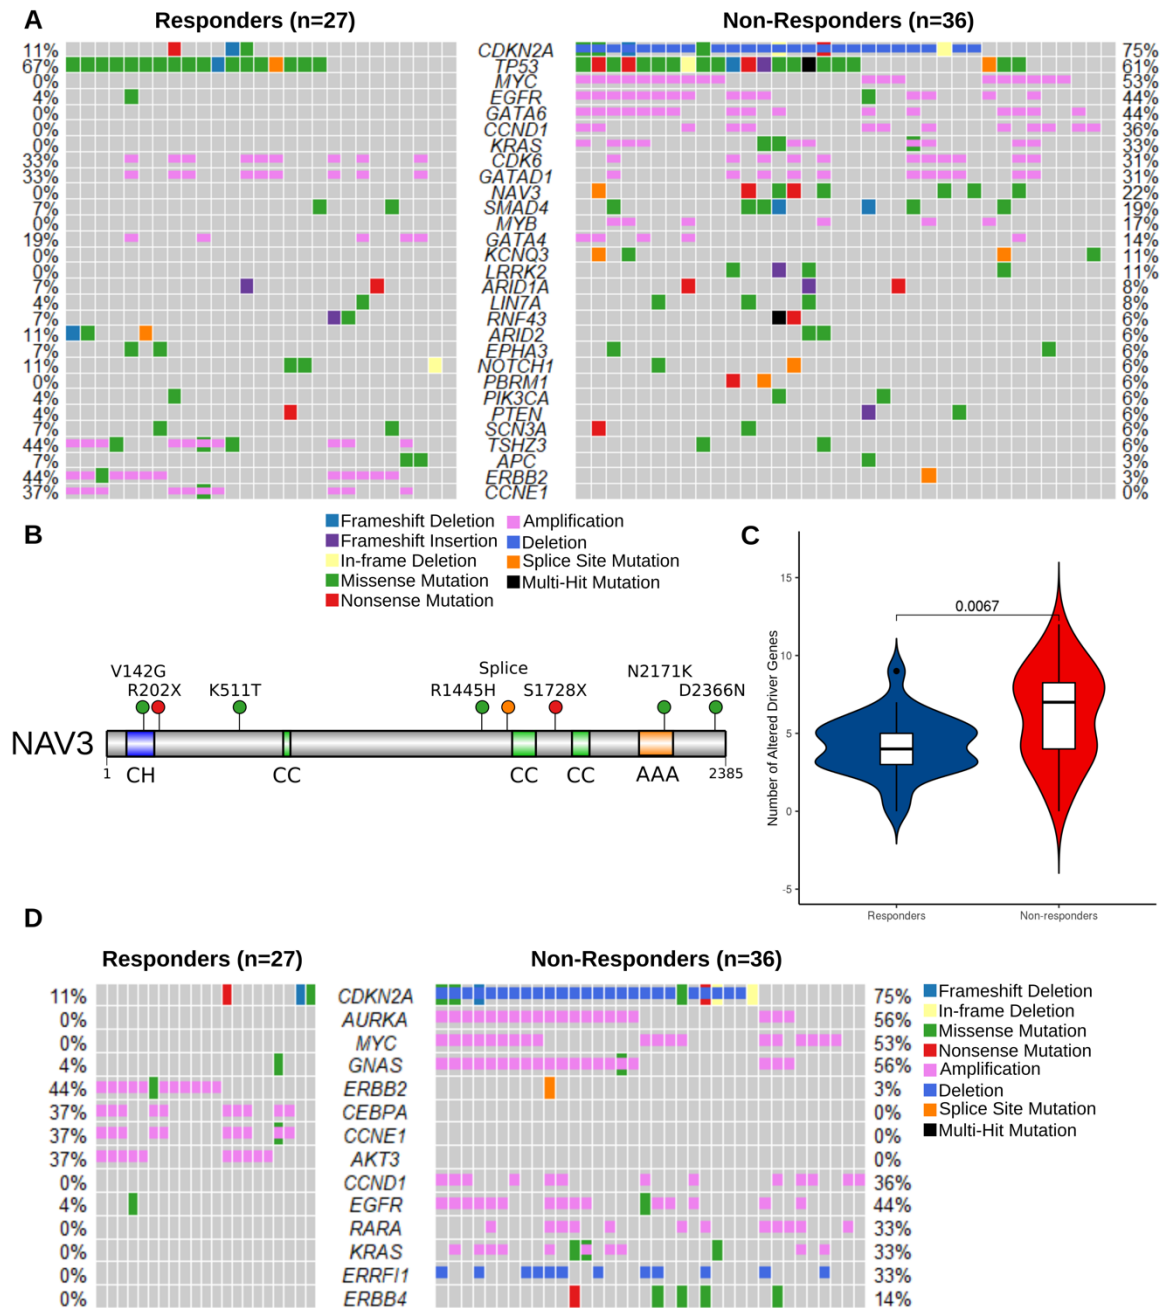 A
Responders (n=27)
Non-Responders (n=36)
11% CDKN2A 75%
67% TP53 61%
0% MYC 53%
4% EGFR 44%
0% GATA6 44%
0% CCND1 36%
0% KRAS 33%
33% CDK6 31%
33% GATAD1 31%
0% NAV3 22%
7% SMAD4 19%
0% MYB 17%
19% GATA4 14%
0% KCNQ3 11%
0% LRRK2 11%
7% ARID1A 8%
4% LIN7A 8%
7% RNF43 6%
11% ARID2 6%
7% EPHA3 6%
11% NOTCH1 6%
0% PBRM1 6%
4% PIK3CA 6%
4% PTEN 6%
7% SCN3A 6%
44% TSHZ3 6%
7% APC 3%
44% ERBB2 3%
37% CCNE1 0%
Frameshift Deletion
Frameshift Insertion
In-frame Deletion
Missense Mutation
Nonsense Mutation
Amplification
Deletion
Splice Site Mutation
Multi-Hit Mutation
B
V142G
R202X
K511T
R1445H
Splice
S1728X
N2171K
D2366N
NAV3
1
CH
CC
CC
CC
AAA
2385
C
Number of Altered Driver Genes
15
10
5
0
-5
0.0067
Responders
Non-responders
D
Responders (n=27)
Non-Responders (n=36)
11% CDKN2A 75%
0% AURKA 56%
0% MYC 53%
4% GNAS 56%
44% ERBB2 3%
37% CEBPA 0%
37% CCNE1 0%
37% AKT3 0%
0% CCND1 36%
4% EGFR 44%
0% RARA 33%
0% KRAS 33%
0% ERRFI1 33%
0% ERBB4 14%
Frameshift Deletion
In-frame Deletion
Missense Mutation
Nonsense Mutation
Amplification
Deletion
Splice Site Mutation
Multi-Hit Mutation